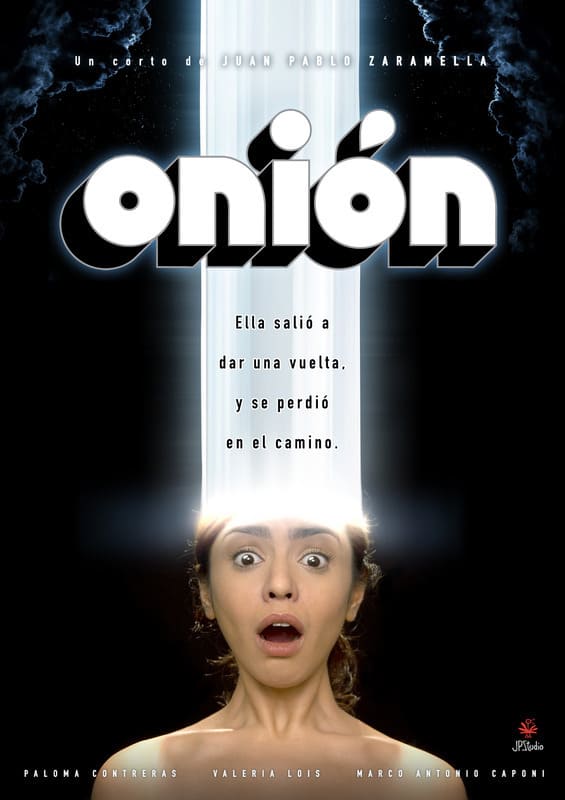 Un corto de JUAN PABLO ZARAMELLA
onión
Ella salió a
dar una vuelta,
y se perdió
en el camino.
JPStudio
PALOMA CONTRERAS VALERIA LOIS MARCO ANTONIO CAPONI